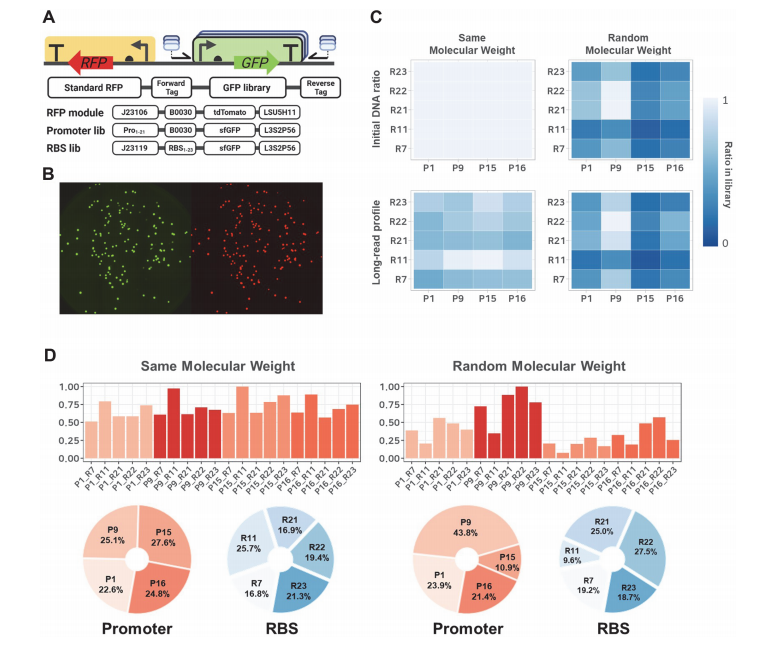 A
RFP
GFP
Standard RFP
Forward
Tag
GFP library
Reverse
Tag
RFP module
J23106
B0030
tdTomato
LSU5H11
Promoter lib
Pro1-21
B0030
sfGFP
L3S2P56
RBS lib
J23119
RBS1-23
sfGFP
L3S2P56
B
C
Same
Molecular Weight
Random
Molecular Weight
Initial DNA ratio
R23
R22
R21
R11
R7
P1 P9 P15 P16
R23
R22
R21
R11
R7
P1 P9 P15 P16
Long-read profile
R23
R22
R21
R11
R7
P1 P9 P15 P16
R23
R22
R21
R11
R7
P1 P9 P15 P16
1
Ratio in library
0
D
Same Molecular Weight
1.00
0.75
0.50
0.25
0.00
P1_R7 P1_R11 P1_R21 P1_R22 P1_R23 P9_R7 P9_R11 P9_R21 P9_R22 P9_R23 P15_R7 P15_R11 P15_R21 P15_R22 P15_R23 P16_R7 P16_R11 P16_R21 P16_R22 P16_R23
Random Molecular Weight
1.00
0.75
0.50
0.25
0.00
P1_R7 P1_R11 P1_R21 P1_R22 P1_R23 P9_R7 P9_R11 P9_R21 P9_R22 P9_R23 P15_R7 P15_R11 P15_R21 P15_R22 P15_R23 P16_R7 P16_R11 P16_R21 P16_R22 P16_R23
P9
25.1%
P15
27.6%
P1
22.6%
P16
24.8%
Promoter
R21
16.9%
R11
25.7%
R22
19.4%
R7
16.8%
R23
21.3%
RBS
P9
43.8%
P15
10.9%
P1
23.9%
P16
21.4%
Promoter
R21
25.0%
R11
9.6%
R22
27.5%
R7
19.2%
R23
18.7%
RBS